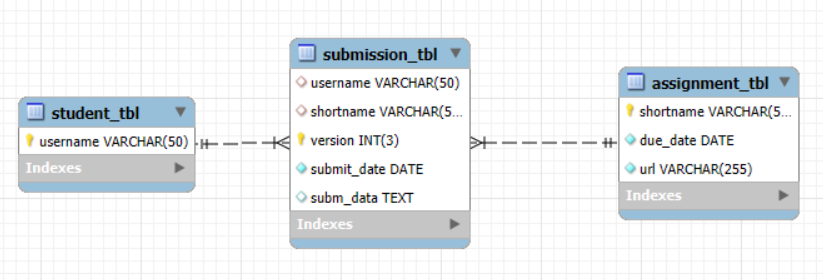 student_tbl
username VARCHAR(50)
Indexes
submission_tbl
username VARCHAR(50)
shortname VARCHAR(5...
version INT(3)
submit_date DATE
subm_data TEXT
Indexes
assignment_tbl
shortname VARCHAR(5...
due_date DATE
url VARCHAR(255)
Indexes